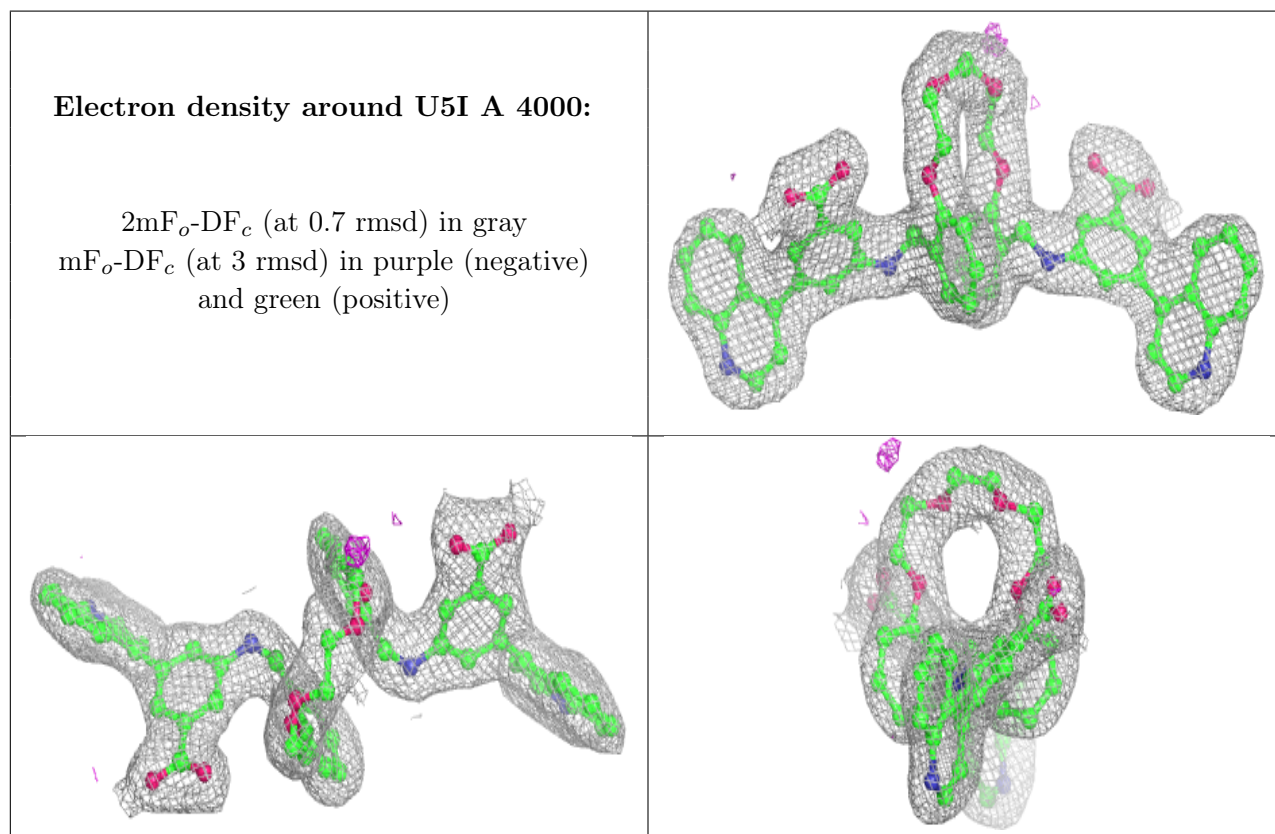 Electron density around U5I A 4000:
2mFₒ-DF𝒸 (at 0.7 rmsd) in gray
mFₒ-DF𝒸 (at 3 rmsd) in purple (negative)
and green (positive)